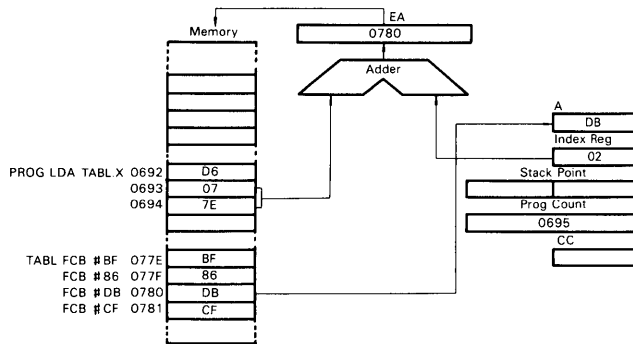 EA
Memory
0780
Adder
A
DB
Index Reg
02
PROG LDA TABL.X 0692 D6
0693 07
0694 7E
Stack Point
Prog Count
0695
CC
TABL FCB #BF 077E BF
FCB #86 077F 86
FCB #DB 0780 DB
FCB #CF 0781 CF